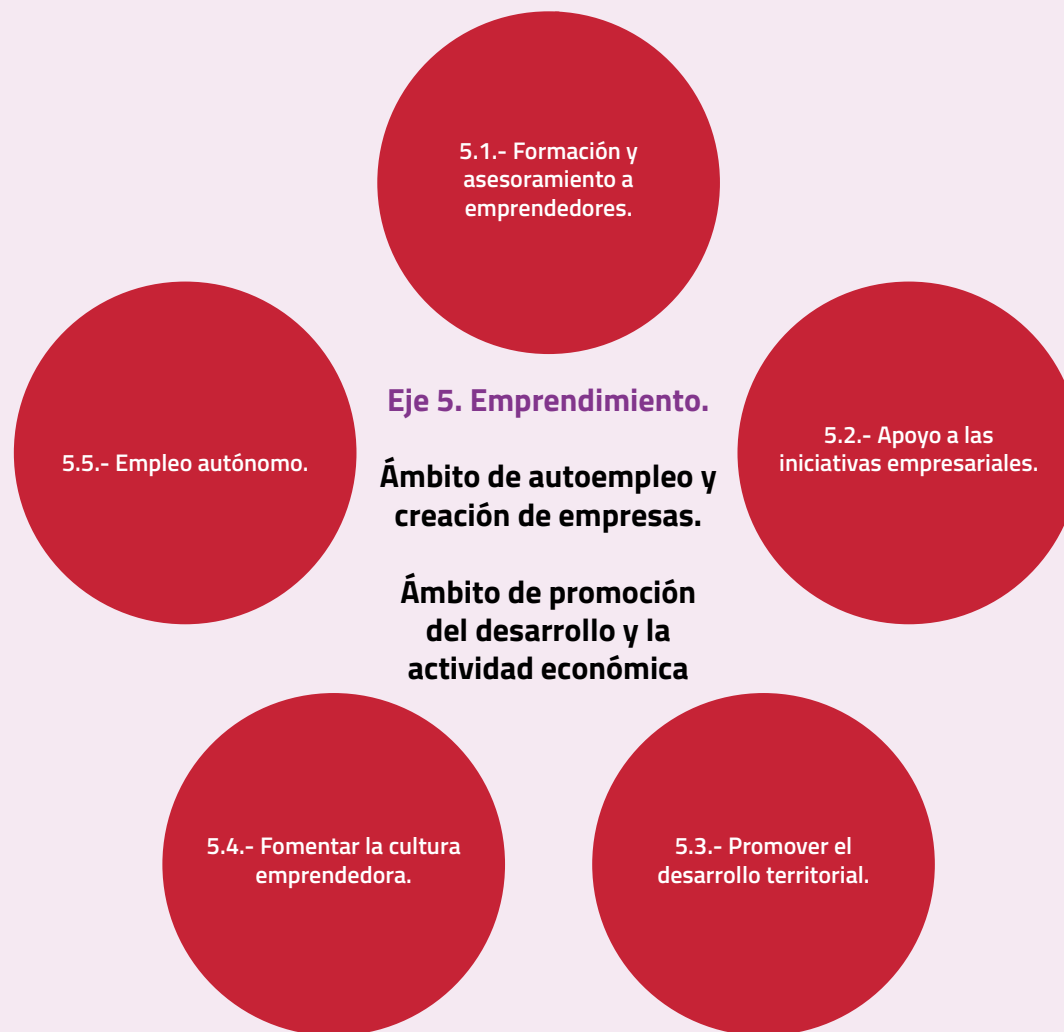 5.1.- Formación y
asesoramiento a
emprendedores.
Eje 5. Emprendimiento.
5.2.- Apoyo a las
iniciativas empresariales.
5.5.- Empleo autónomo.
Ámbito de autoempleo y
creación de empresas.
Ámbito de promoción
del desarrollo y la
actividad económica
5.4.- Fomentar la cultura
emprendedora.
5.3.- Promover el
desarrollo territorial.